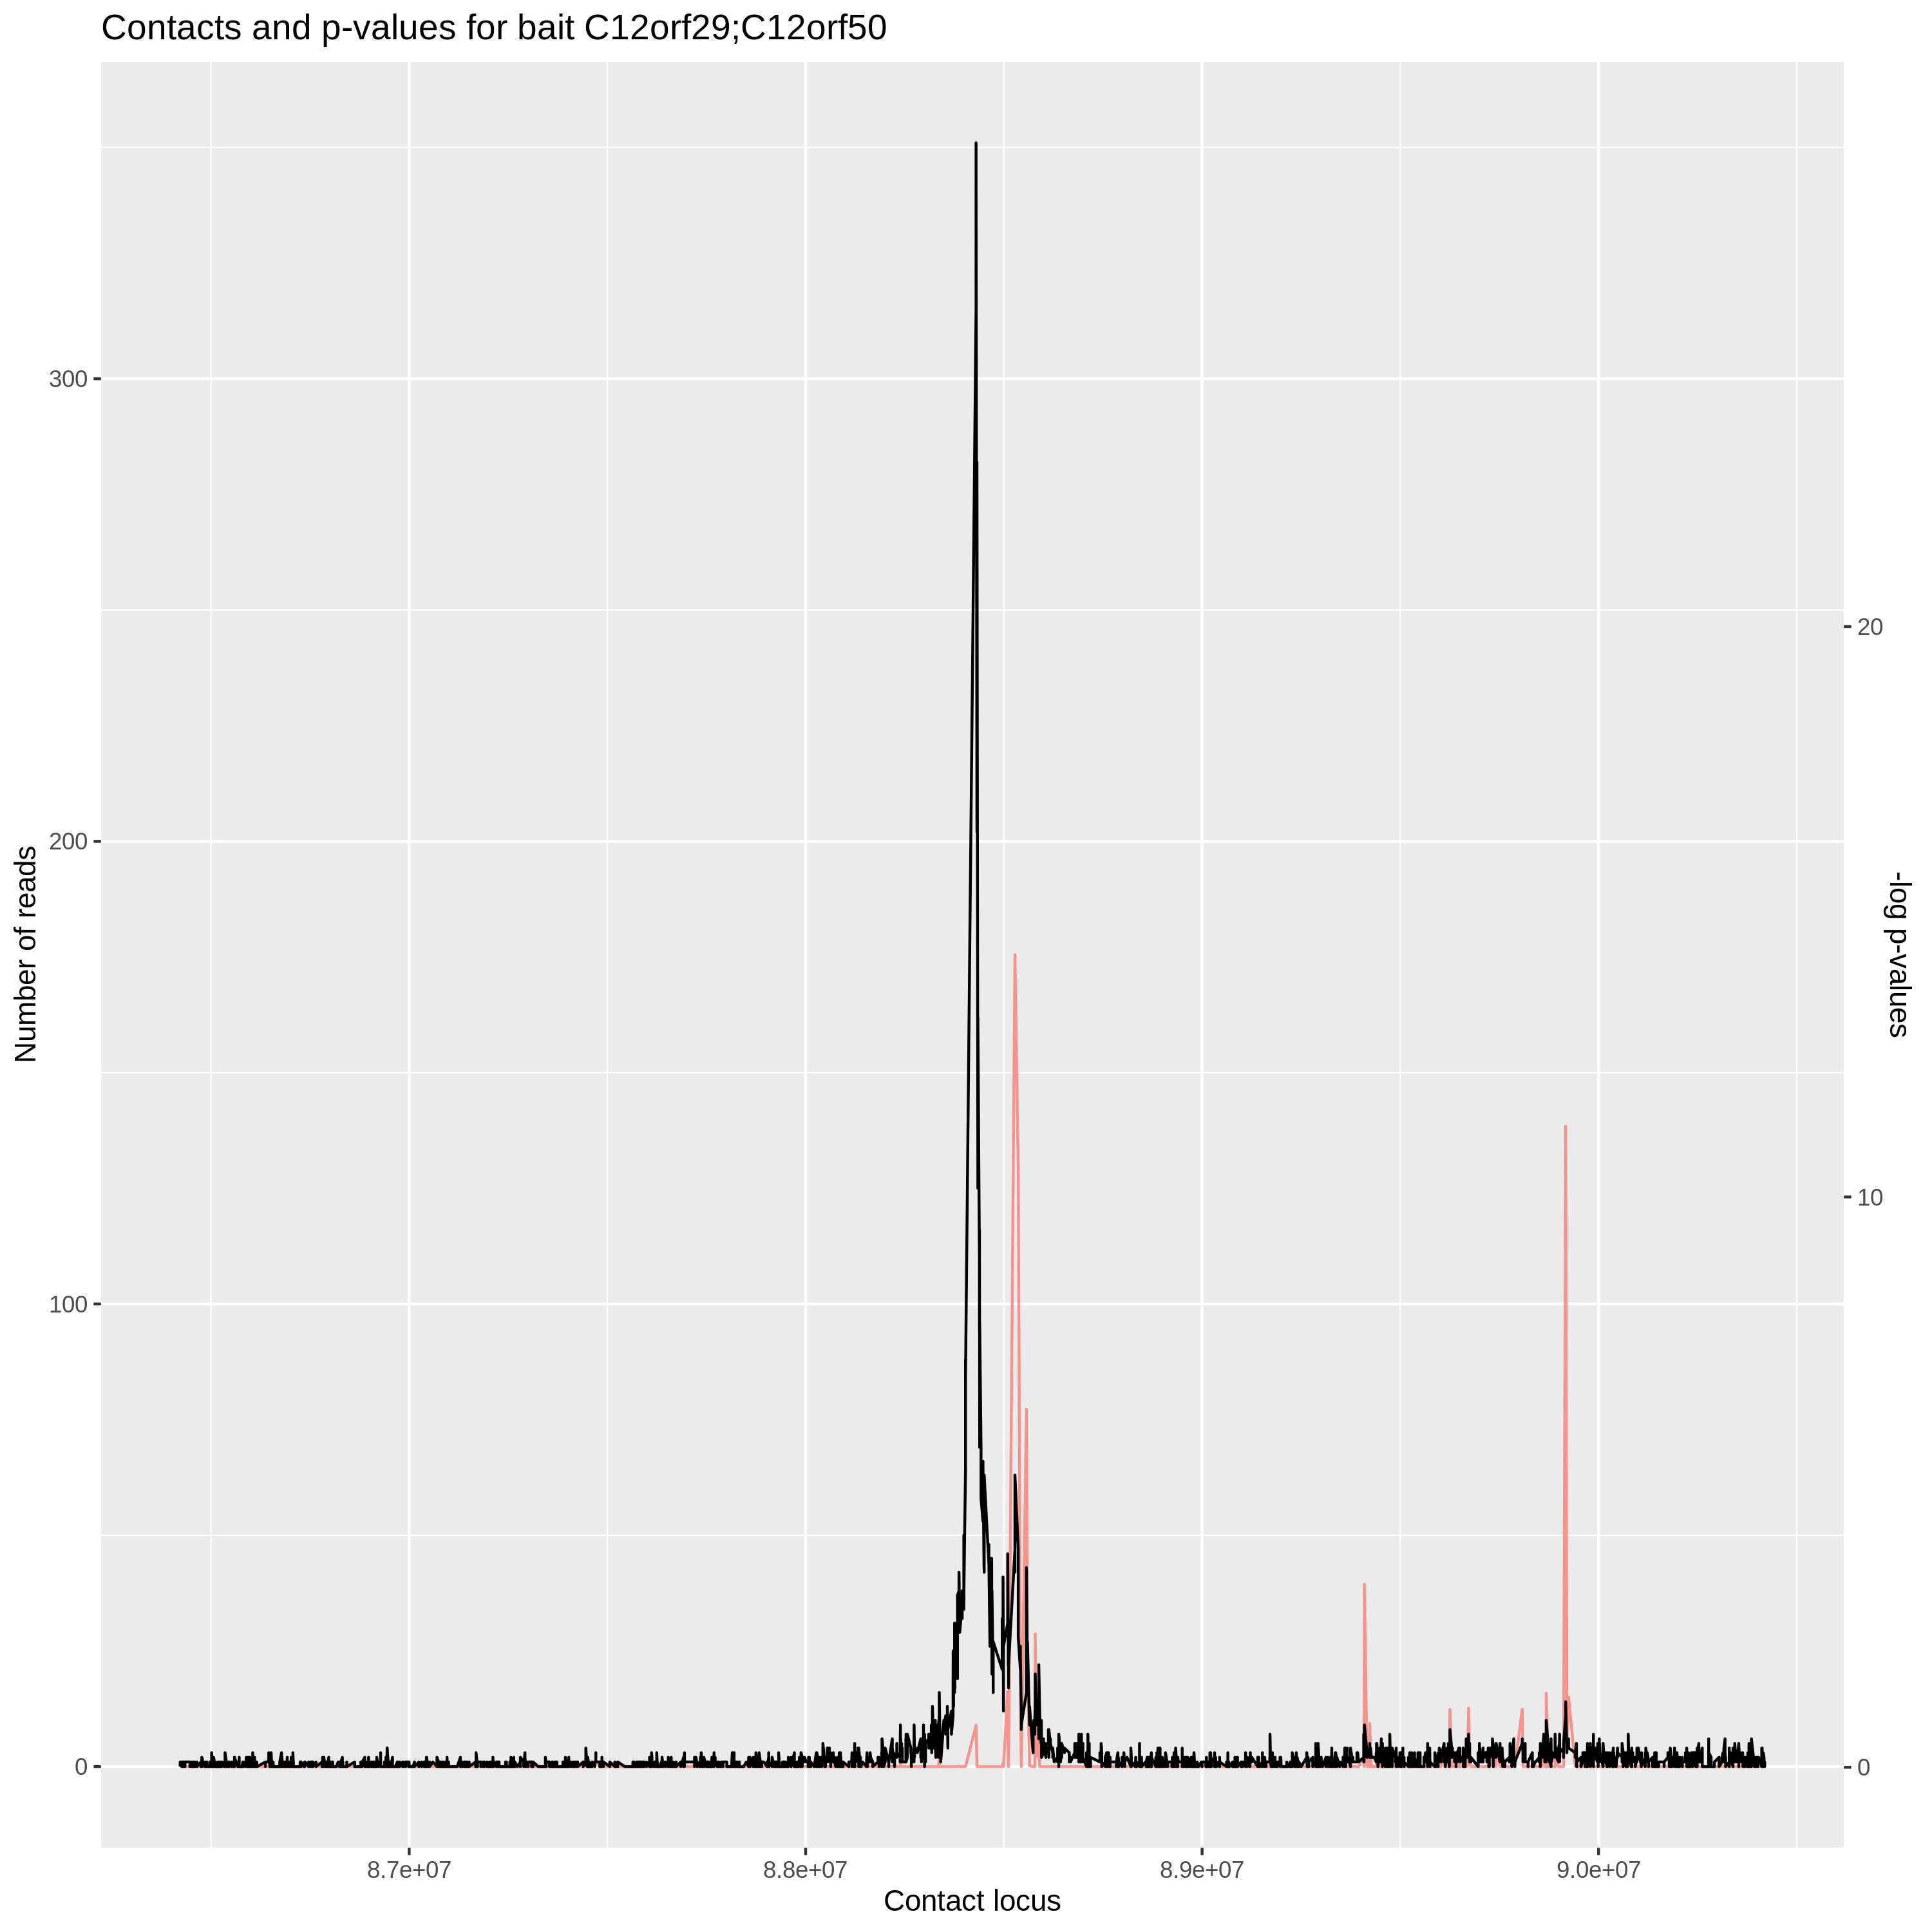 Contacts and p-values for bait C12orf29;C12orf50
300
200
100
0
Number of reads
20
10
0
-log p-values
8.7e+07 8.8e+07 8.9e+07 9.0e+07
Contact locus